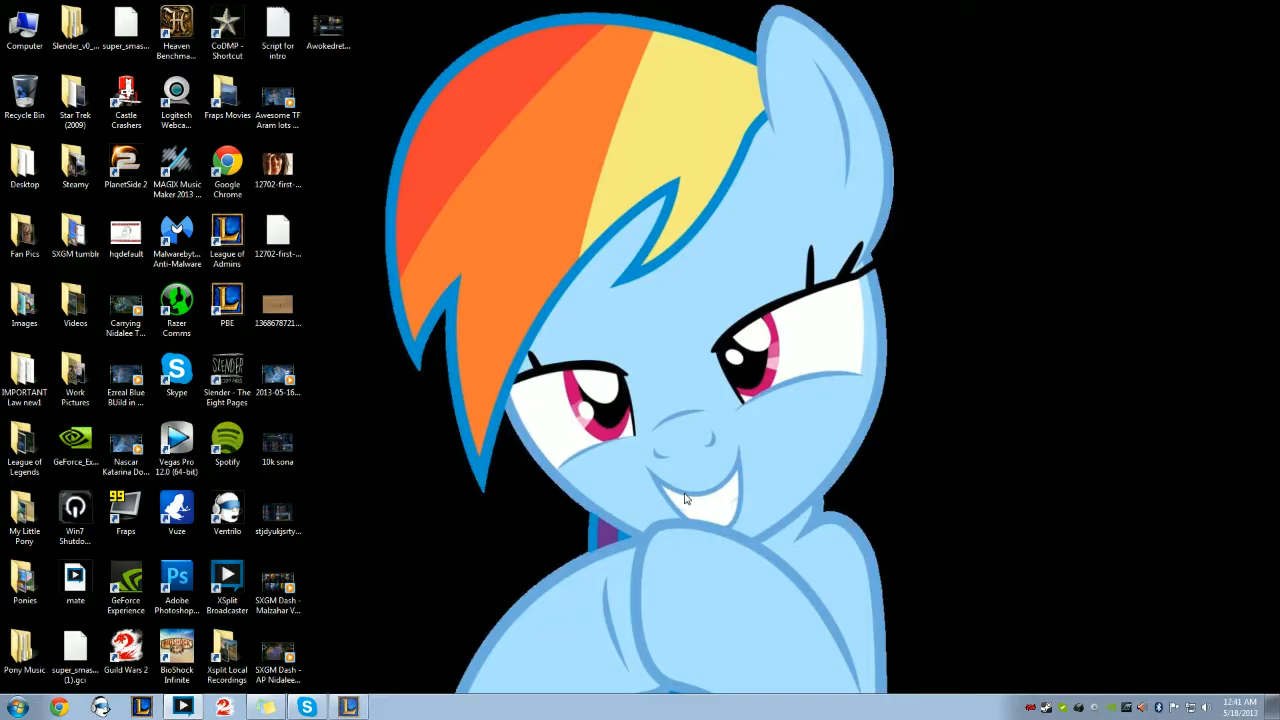 Computer
Slender_v0_...
super_smas...
Heaven
Benchma...
CoDMP -
Shortcut
Script for
intro
Awokedret...
Recycle Bin
Star Trek
(2009)
Castle
Crashers
Logitech
Webca...
Fraps Movies
Awesome TF
Aram lots ...
Desktop
Steamy
PlanetSide 2
MAGIX Music
Maker 2013 ...
Google
Chrome
12702-first-...
Fan Pics
SXGM tumblr
hqdefault
Malwarebyt...
Anti-Malware
League of
Admins
12702-first-...
Images
Videos
Carrying
Nidalee T...
Razer
Comms
PBE
1368678721...
IMPORTANT
Law new1
Work
Pictures
Ezreal Blue
BUild in ...
Skype
SLENDER
Slender - The
Eight Pages
2013-05-16...
League of
Legends
GeForce_Ex...
Nascar
Katarina Do...
Vegas Pro
12.0 (64-bit)
Spotify
10k sona
My Little
Pony
Win7
Shutdo...
99
Fraps
Vuze
Ventrilo
stjdyukjsrty...
Ponies
mate
GeForce
Experience
Ps
Adobe
Photoshop...
XSplit
Broadcaster
SXGM Dash -
Malzahar V...
Pony Music
super_smas...
(1).gci
Guild Wars 2
BioShock
Infinite
Xsplit Local
Recordings
SXGM Dash -
AP Nidalee...
12:41 AM
5/18/2013